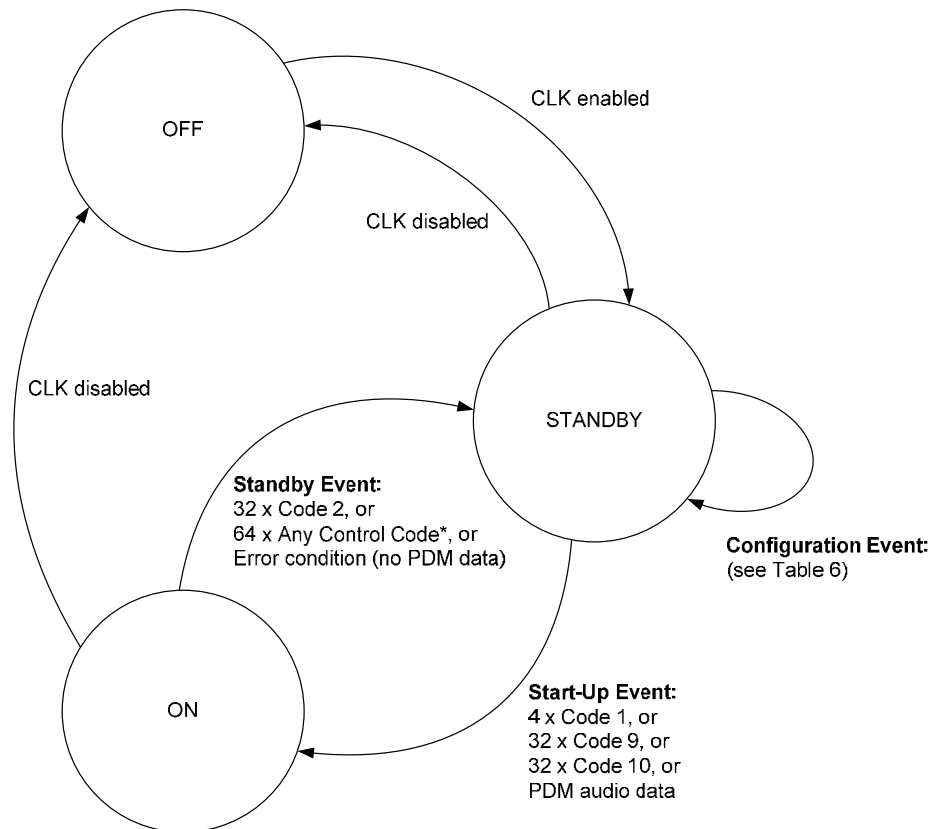 OFF
CLK enabled
CLK disabled
CLK disabled
STANDBY
Standby Event:
32 x Code 2, or
64 x Any Control Code*, or
Error condition (no PDM data)
Configuration Event:
(see Table 6)
ON
Start-Up Event:
4 x Code 1, or
32 x Code 9, or
32 x Code 10, or
PDM audio data